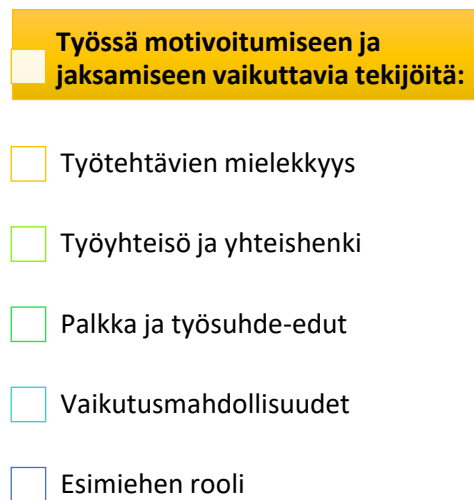 Työssä motivoitumiseen ja
jaksamiseen vaikuttavia tekijöitä:
Työtehtävien mielekkyys
Työyhteisö ja yhteishenki
Palkka ja työsuhde-edut
Vaikutusmahdollisuudet
Esimiehen rooli